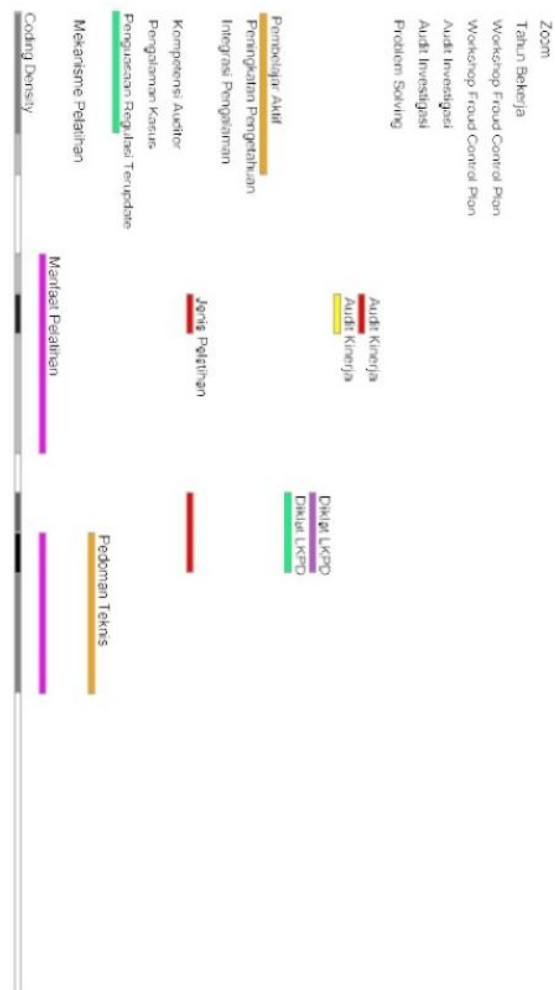 Zoom
Tahun Bekerja
Workshop Fraud Control Plan
Workshop Fraud Control Plan
Audit Investigasi
Audit Investigasi
Problem Solving
Audit Kinerja
Audit Kinerja
Diklat LKPD
Diklat LKPD
Pembelajar Aktif
Peningkatan Pengetahuan
Integrasi Pengalaman
Jenis Pelatihan
Kompetensi Auditor
Pengalaman Kasus
Penguasaan Regulasi Terupdate
Pedoman Teknis
Mekanisme Pelatihan
Manfaat Pelatihan
Coding Density